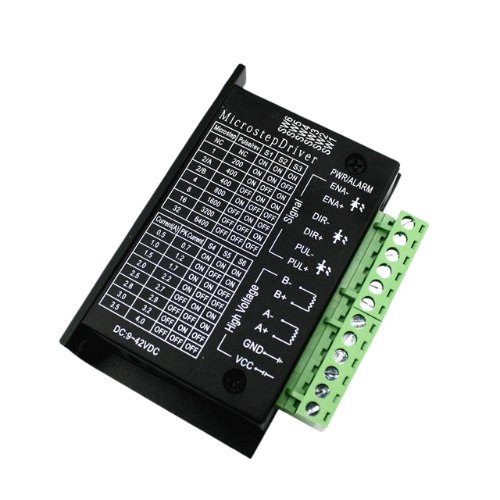 SW6
SW5
SW4
SW3
SW2
SW1
MicrostepDriver
Microstep Pulse/rev S1 S2 S3
NC NC ON ON ON
1 200 ON ON OFF
2/A 400 ON OFF ON
2/B 400 OFF ON ON
4 800 ON OFF OFF
8 1600 OFF ON OFF
16 3200 OFF OFF ON
32 6400 OFF OFF OFF
Current(A) PK Current S4 S5 S6
0.5 0.7 ON ON ON
1.0 1.2 ON OFF ON
1.5 1.7 ON ON OFF
2.0 2.2 ON OFF OFF
2.5 2.7 OFF ON ON
2.8 2.9 OFF OFF ON
3.0 3.2 OFF ON OFF
3.5 4.0 OFF OFF OFF
DC:9-42VDC
PWR/ALARM
Signal
ENA-
ENA+
DIR-
DIR+
PUL-
PUL+
High Voltage
B-
B+
A-
A+
GND
VCC